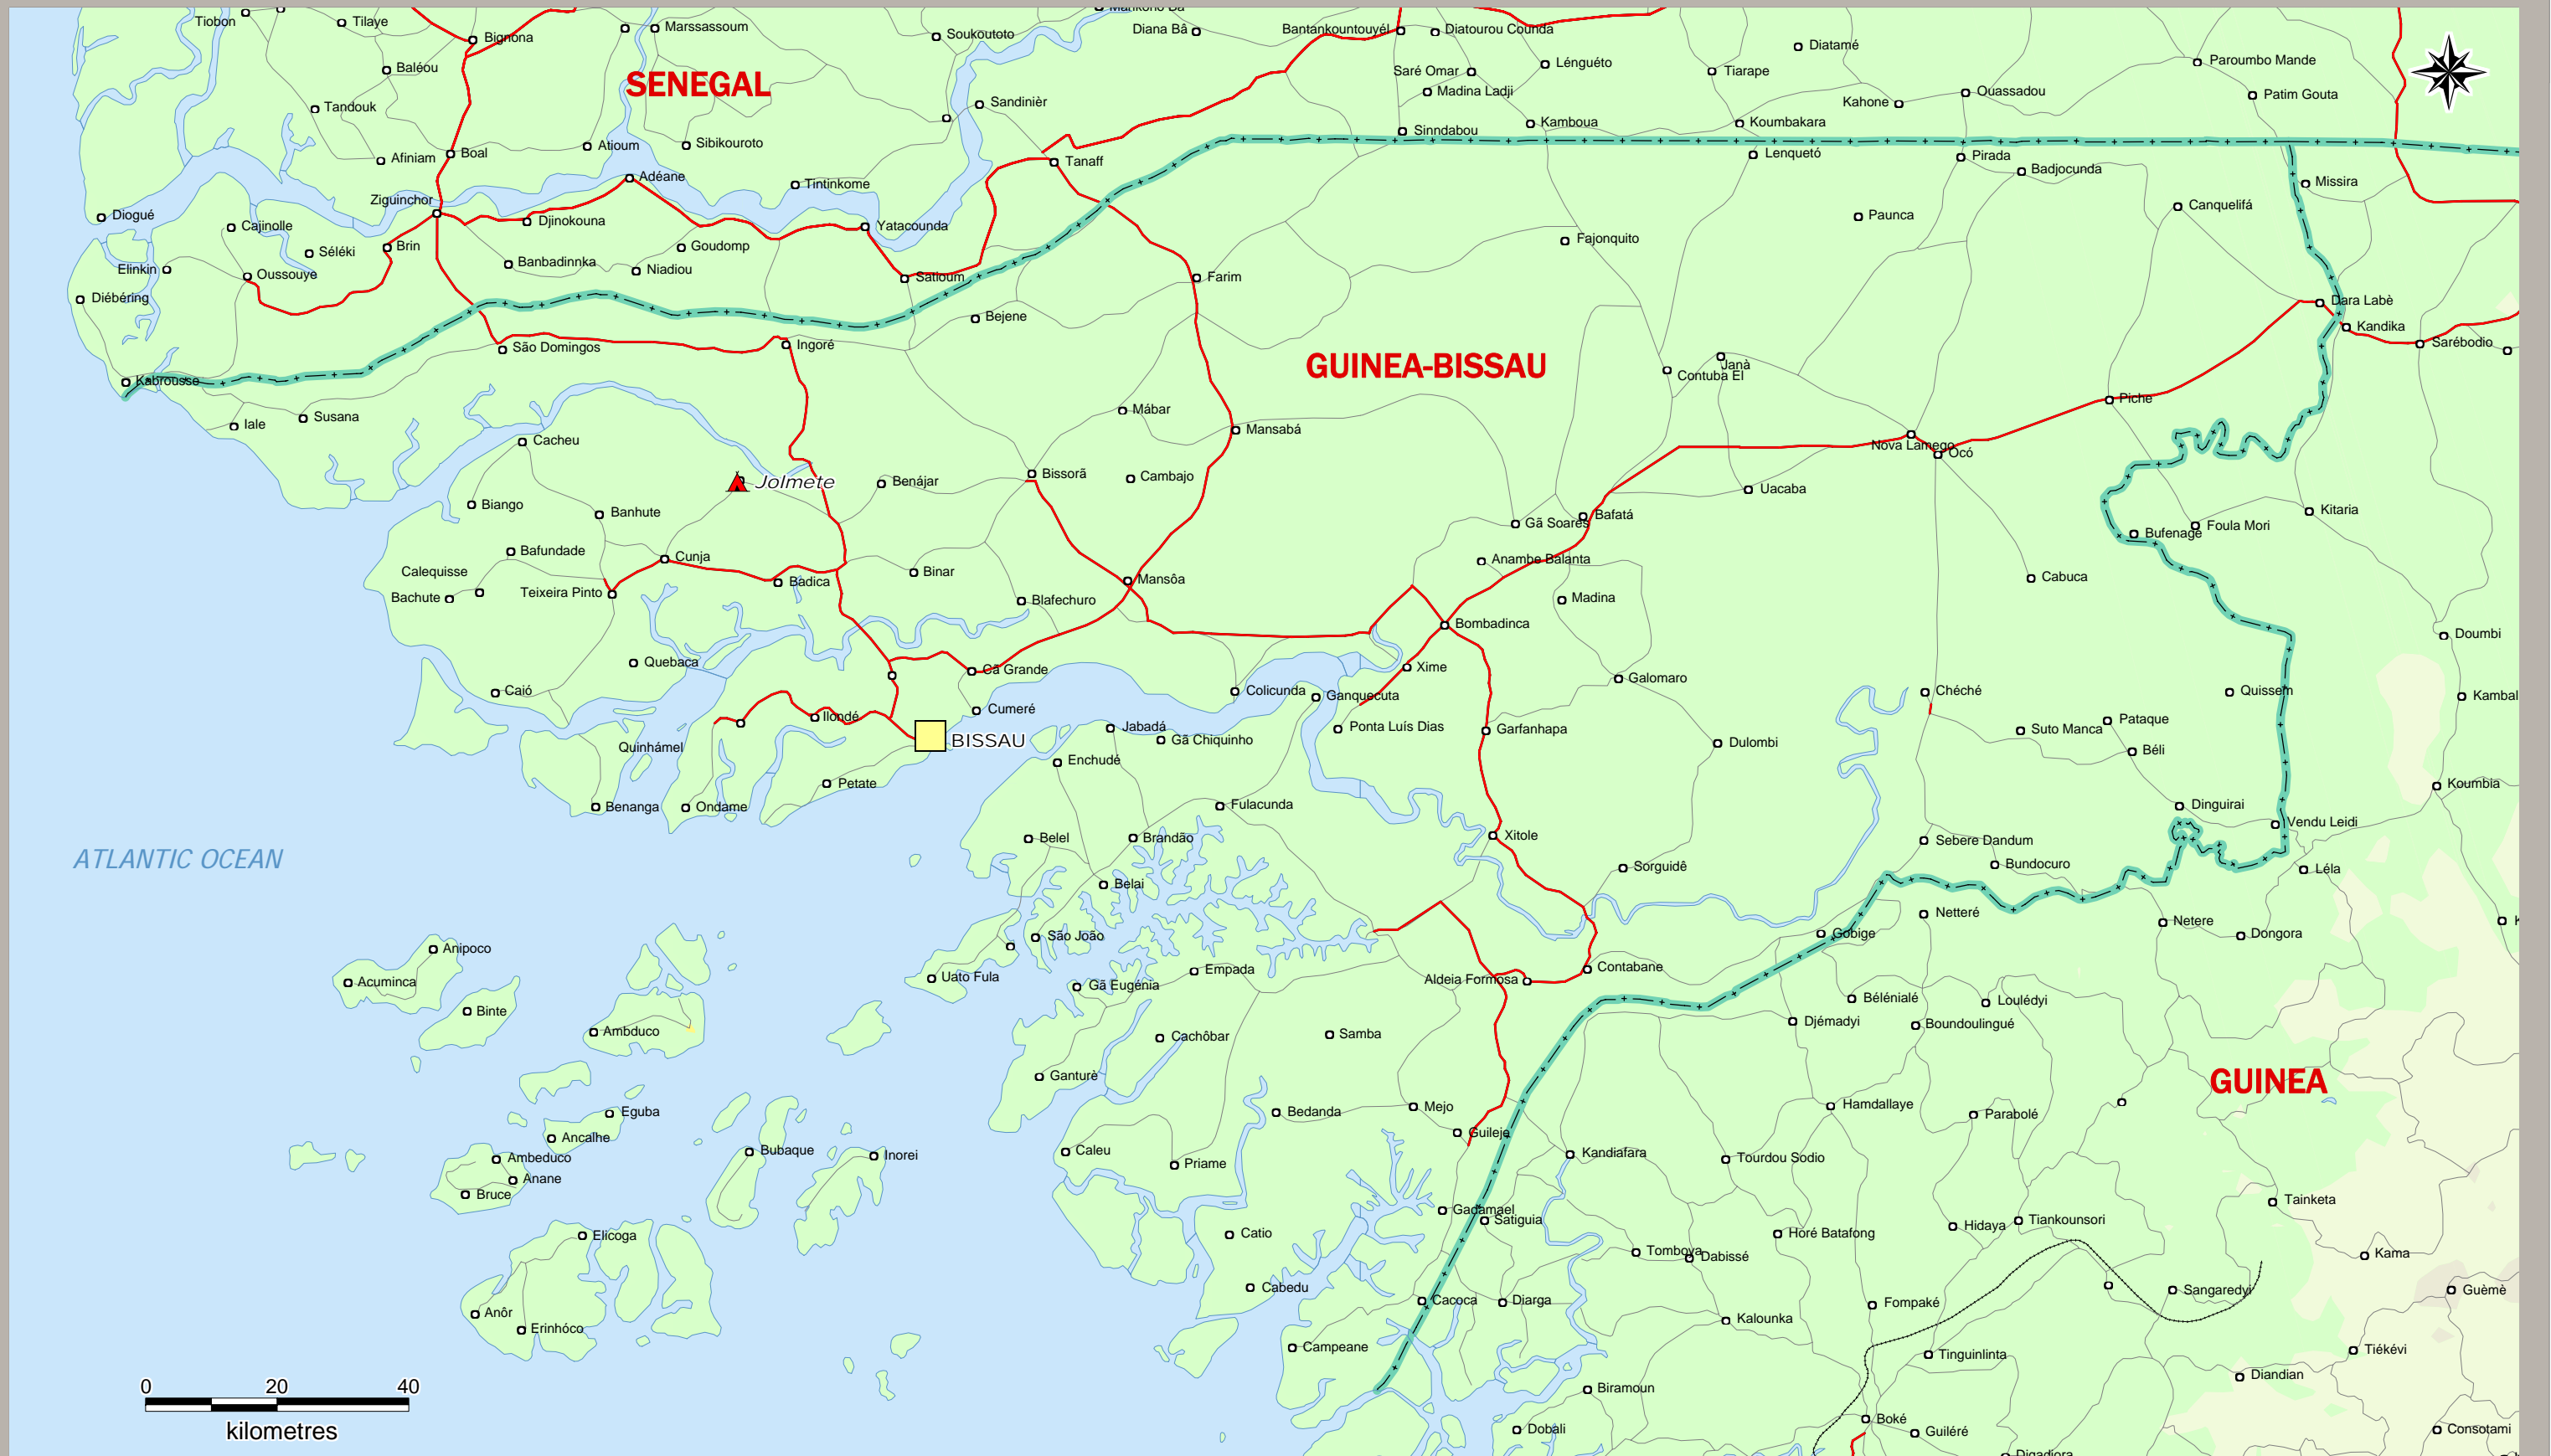 Tiobon
Tilaye
Bignona
Marssassoum
Soukoutoto
Diana Bâ
Bantankountouyél
Diatourou Counda
Diatamé
Baléou
SENEGAL
Saré Omar
Lénguéto
Tiarape
Paroumbo Mande
Tandouk
Sandinièr
Madina Ladji
Kahone
Ouassadou
Patim Gouta
Afiniam
Boal
Atioum
Sibikouroto
Sinndabou
Kamboua
Koumbakara
Adéane
Tintinkome
Tanaff
Lenquetó
Pirada
Badjocunda
Missira
Ziguinchor
Diogué
Cajinolle
Djinokouna
Yatacounda
Paunca
Canquelifá
Séléki
Brin
Goudomp
Fajonquito
Elinkin
Oussouye
Banbadinnka
Niadiou
Satioum
Farim
Diébéring
Bejene
Dara Labè
Kandika
São Domingos
Ingoré
GUINEA-BISSAU
Janà
Contuba El
Sarébodio
Kabrousse
Iale
Susana
Mábar
Mansabá
Piche
Cacheu
Nova Lamego
Ocó
Jolmete
Benájar
Bissorã
Cambajo
Uacaba
Biango
Banhute
Gã Soares
Bafatá
Kitaria
Bufenage
Foula Mori
Bafundade
Cunja
Anambe Balanta
Calequisse
Badica
Binar
Mansôa
Cabuca
Bachute
Teixeira Pinto
Blafechuro
Madina
Bombadinca
Doumbi
Quebaca
Cã Grande
Xime
Galomaro
Caió
Colicunda
Ganquecuta
Chéché
Quissem
Kambal
Ilondé
Cumeré
Jabadá
Ponta Luís Dias
Garfanhapa
Suto Manca
Pataque
Quinhámel
BISSAU
Gã Chiquinho
Dulombi
Béli
Enchudé
Petate
Koumbia
Benanga
Ondame
Fulacunda
Dinguirai
Vendu Leidi
Belel
Brandão
Xitole
Sebere Dandum
ATLANTIC OCEAN
Bundocuro
Sorguidê
Léla
Belai
Netteré
Netere
Dongora
Gobige
São João
Anipoco
Uato Fula
Empada
Contabane
Acuminca
Gã Eugénia
Aldeia Formosa
Bélénialé
Loulédyi
Binte
Ambduco
Cachôbar
Samba
Djémadyi
Boundoulingué
Ganturè
GUINEA
Eguba
Bedanda
Mejo
Hamdallaye
Parabolé
Ancalhe
Guileje
Ambeduco
Bubaque
Inorei
Caleu
Kandiafara
Tourdou Sodio
Anane
Bruce
Priame
Tainketa
Gadamael
Satiguia
Elicoga
Catio
Horé Batafong
Hidaya
Tiankounsori
Tomboya
Dabissé
Kama
Cabedu
Sangaredyi
Guèmè
Anôr
Cacoca
Diarga
Fompaké
Erinhóco
Kalounka
Campeane
Tinguinlinta
Tiékévi
0 20 40
kilometres
Biramoun
Diandian
Boké
Dobali
Guiléré
Consotami